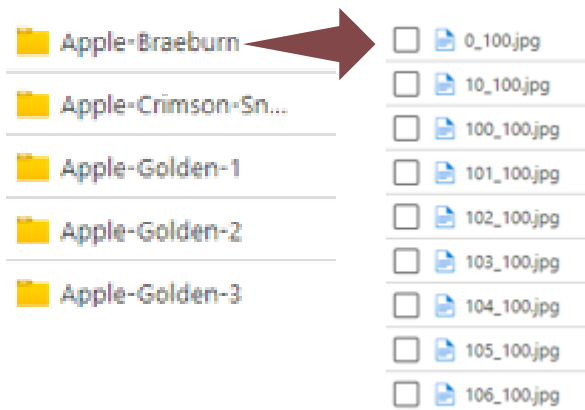 Apple-Braeburn
Apple-Crimson-Sn...
Apple-Golden-1
Apple-Golden-2
Apple-Golden-3
0_100.jpg
10_100.jpg
100_100.jpg
101_100.jpg
102_100.jpg
103_100.jpg
104_100.jpg
105_100.jpg
106_100.jpg